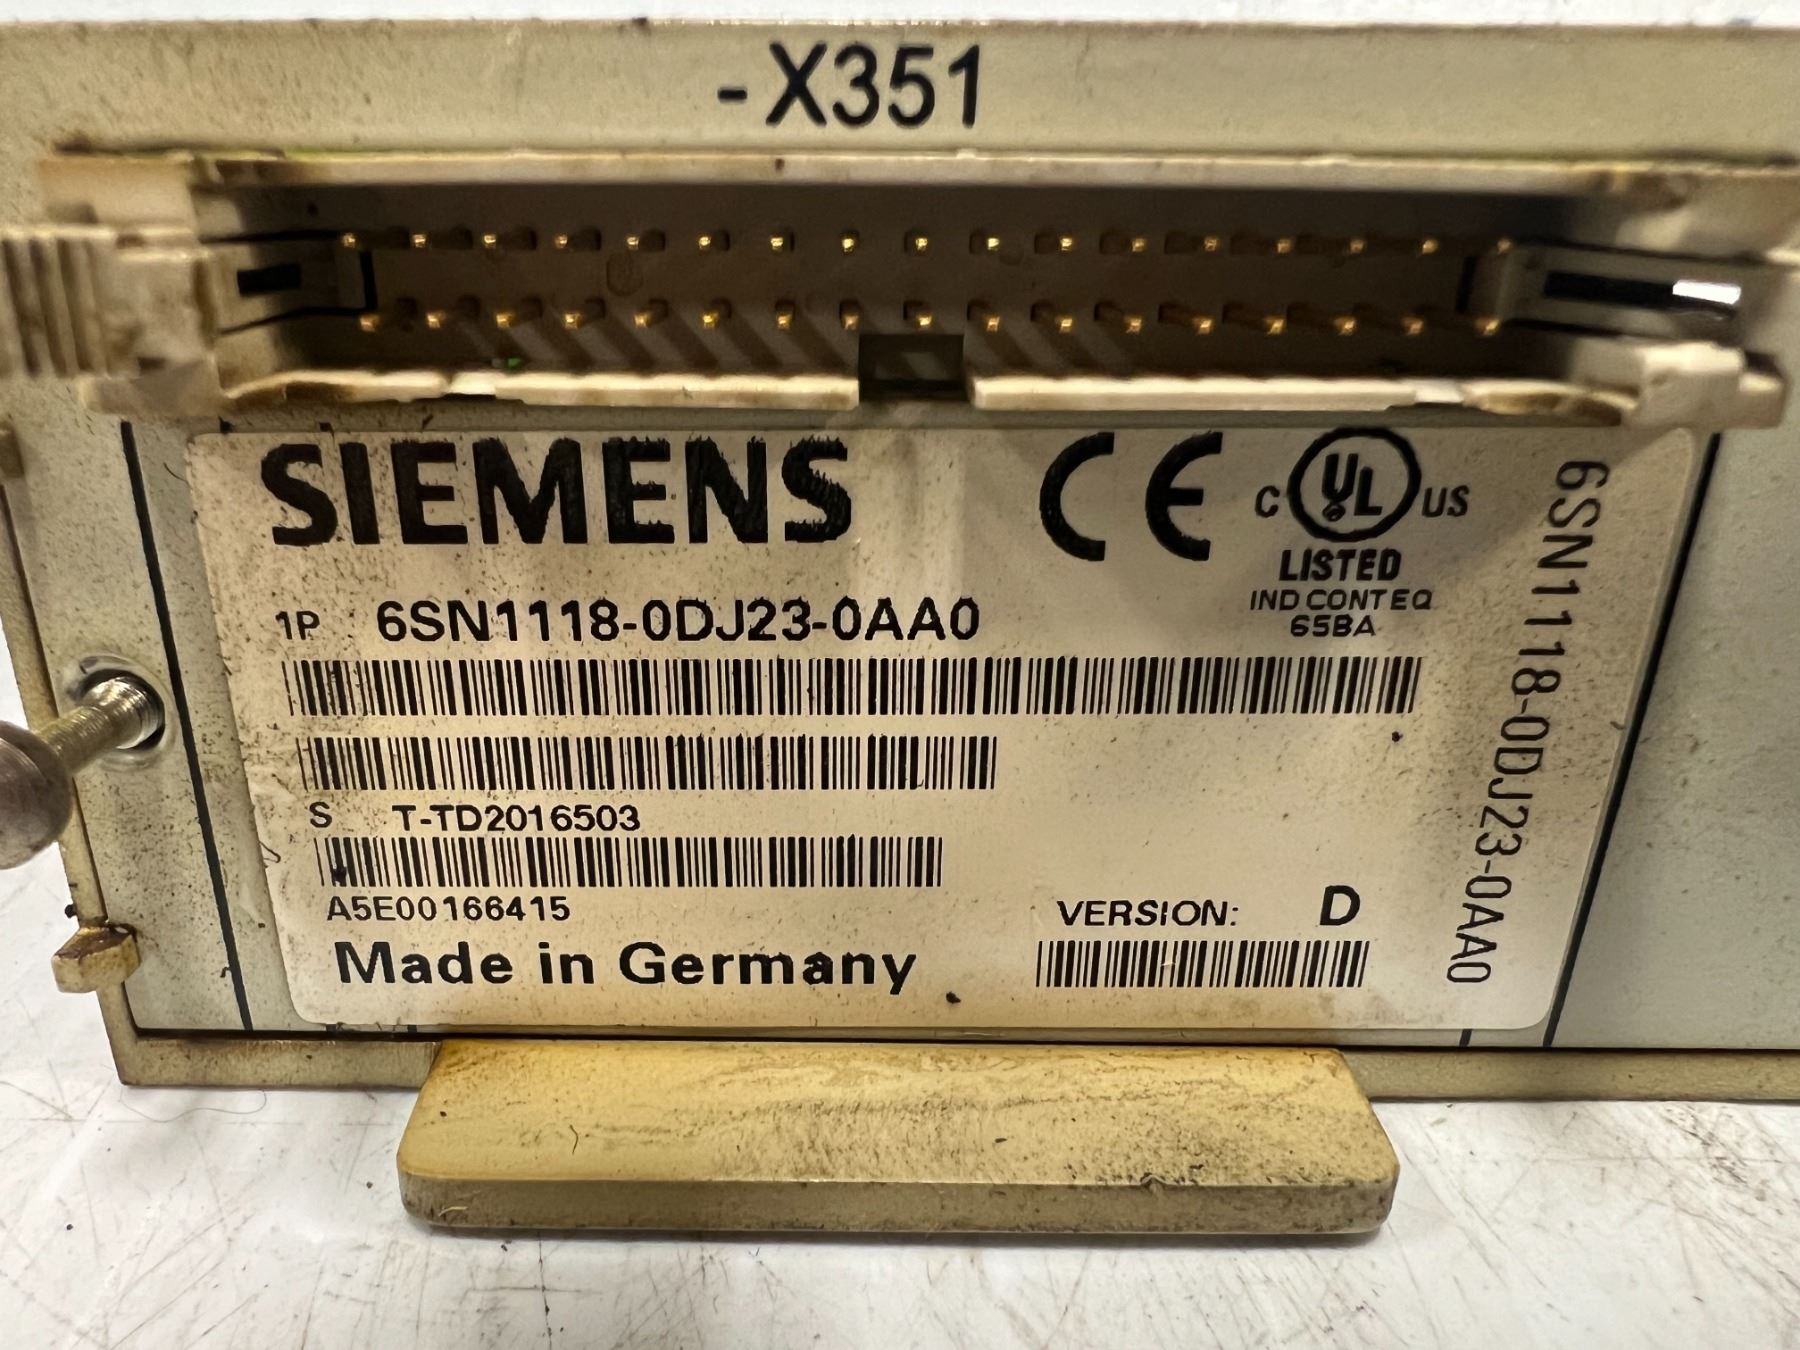 -X351
SIEMENS
CE
C UL US
LISTED
IND CONT EQ
65BA
1P 6SN1118-0DJ23-0AA0
S T-TD2016503
A5E00166415
VERSION: D
Made in Germany
6SN1118-0DJ23-0AA0